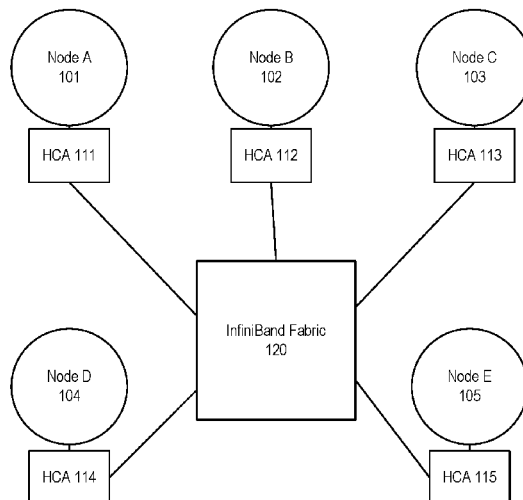 Node A
101
Node B
102
Node C
103
HCA 111
HCA 112
HCA 113
InfiniBand Fabric
120
Node D
104
Node E
105
HCA 114
HCA 115